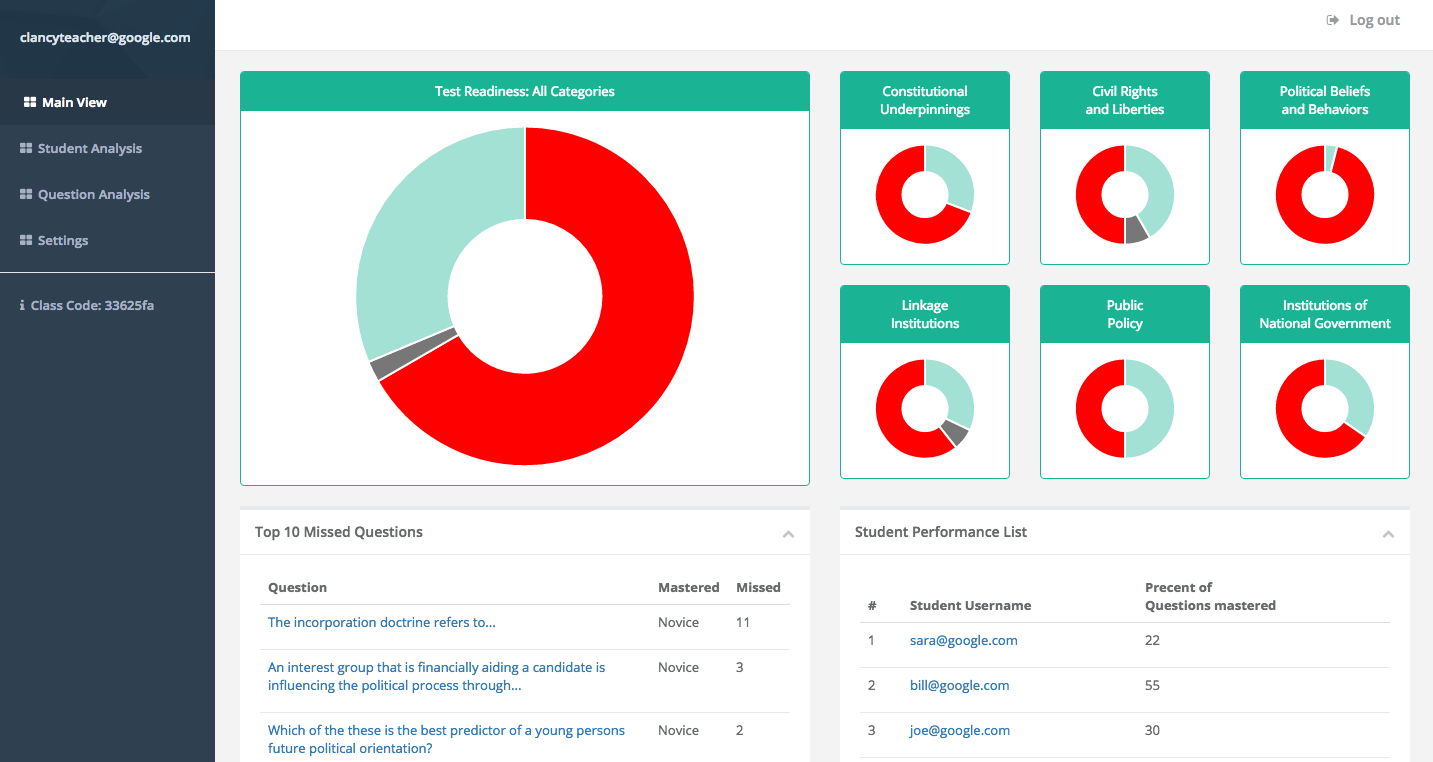 clancyteacher@google.com
Main View
Student Analysis
Question Analysis
Settings
Class Code: 33625fa
Log out
Test Readiness: All Categories
Constitutional
Underpinnings
Civil Rights
and Liberties
Political Beliefs
and Behaviors
Linkage
Institutions
Public
Policy
Institutions of
National Government
Top 10 Missed Questions
Question Mastered Missed
The incorporation doctrine refers to... Novice 11
An interest group that is financially aiding a candidate is Novice 3
influencing the political process through...
Which of the these is the best predictor of a young persons Novice 2
future political orientation?
Student Performance List
Precent of
# Student Username Questions mastered
1 sara@google.com 22
2 bill@google.com 55
3 joe@google.com 30